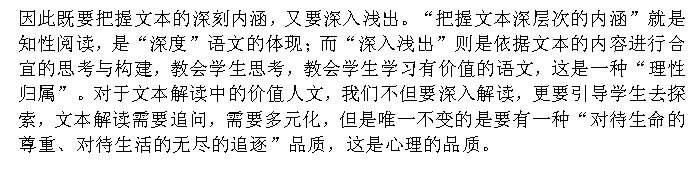 因此既要把握文本的深刻内涵，又要深入浅出。“把握文本深层次的内涵”就是
知性阅读，是“深度”语文的体现；而“深入浅出”则是依据文本的内容进行合
宜的思考与构建，教会学生思考，教会学生学习有价值的语文，这是一种“理性
归属”。对于文本解读中的价值人文，我们不但要深入解读，更要引导学生去探
索，文本解读需要追问，需要多元化，但是唯一不变的是要有一种“对待生命的
尊重、对待生活的无尽的追逐”品质，这是心理的品质。